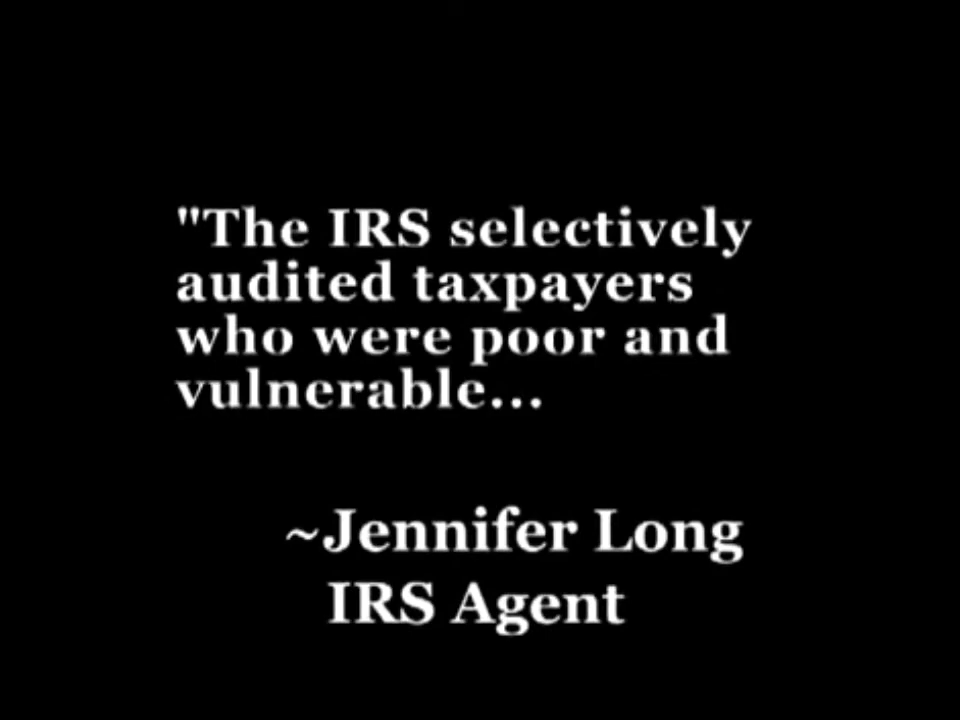 "The IRS selectively
audited taxpayers
who were poor and
vulnerable...
~Jennifer Long
IRS Agent